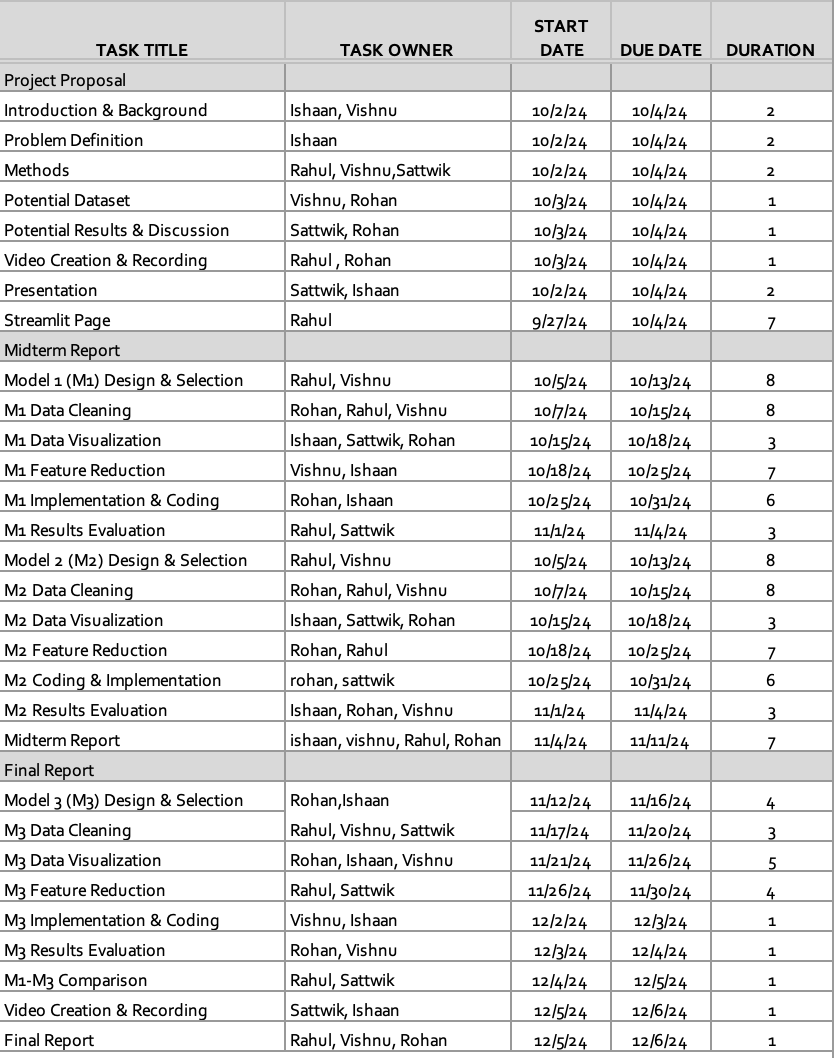 TASK TITLE TASK OWNER START DATE DUE DATE DURATION
Project Proposal
Introduction & Background Ishaan, Vishnu 10/2/24 10/4/24 2
Problem Definition Ishaan 10/2/24 10/4/24 2
Methods Rahul, Vishnu,Sattwik 10/2/24 10/4/24 2
Potential Dataset Vishnu, Rohan 10/3/24 10/4/24 1
Potential Results & Discussion Sattwik, Rohan 10/3/24 10/4/24 1
Video Creation & Recording Rahul , Rohan 10/3/24 10/4/24 1
Presentation Sattwik, Ishaan 10/2/24 10/4/24 2
Streamlit Page Rahul 9/27/24 10/4/24 7
Midterm Report
Model 1 (M1) Design & Selection Rahul, Vishnu 10/5/24 10/13/24 8
M1 Data Cleaning Rohan, Rahul, Vishnu 10/7/24 10/15/24 8
M1 Data Visualization Ishaan, Sattwik, Rohan 10/15/24 10/18/24 3
M1 Feature Reduction Vishnu, Ishaan 10/18/24 10/25/24 7
M1 Implementation & Coding Rohan, Ishaan 10/25/24 10/31/24 6
M1 Results Evaluation Rahul, Sattwik 11/1/24 11/4/24 3
Model 2 (M2) Design & Selection Rahul, Vishnu 10/5/24 10/13/24 8
M2 Data Cleaning Rohan, Rahul, Vishnu 10/7/24 10/15/24 8
M2 Data Visualization Ishaan, Sattwik, Rohan 10/15/24 10/18/24 3
M2 Feature Reduction Rohan, Rahul 10/18/24 10/25/24 7
M2 Coding & Implementation rohan, sattwik 10/25/24 10/31/24 6
M2 Results Evaluation Ishaan, Rohan, Vishnu 11/1/24 11/4/24 3
Midterm Report ishaan, vishnu, Rahul, Rohan 11/4/24 11/11/24 7
Final Report
Model 3 (M3) Design & Selection Rohan,Ishaan 11/12/24 11/16/24 4
M3 Data Cleaning Rahul, Vishnu, Sattwik 11/17/24 11/20/24 3
M3 Data Visualization Rohan, Ishaan, Vishnu 11/21/24 11/26/24 5
M3 Feature Reduction Rahul, Sattwik 11/26/24 11/30/24 4
M3 Implementation & Coding Vishnu, Ishaan 12/2/24 12/3/24 1
M3 Results Evaluation Rohan, Vishnu 12/3/24 12/4/24 1
M1-M3 Comparison Rahul, Sattwik 12/4/24 12/5/24 1
Video Creation & Recording Sattwik, Ishaan 12/5/24 12/6/24 1
Final Report Rahul, Vishnu, Rohan 12/5/24 12/6/24 1